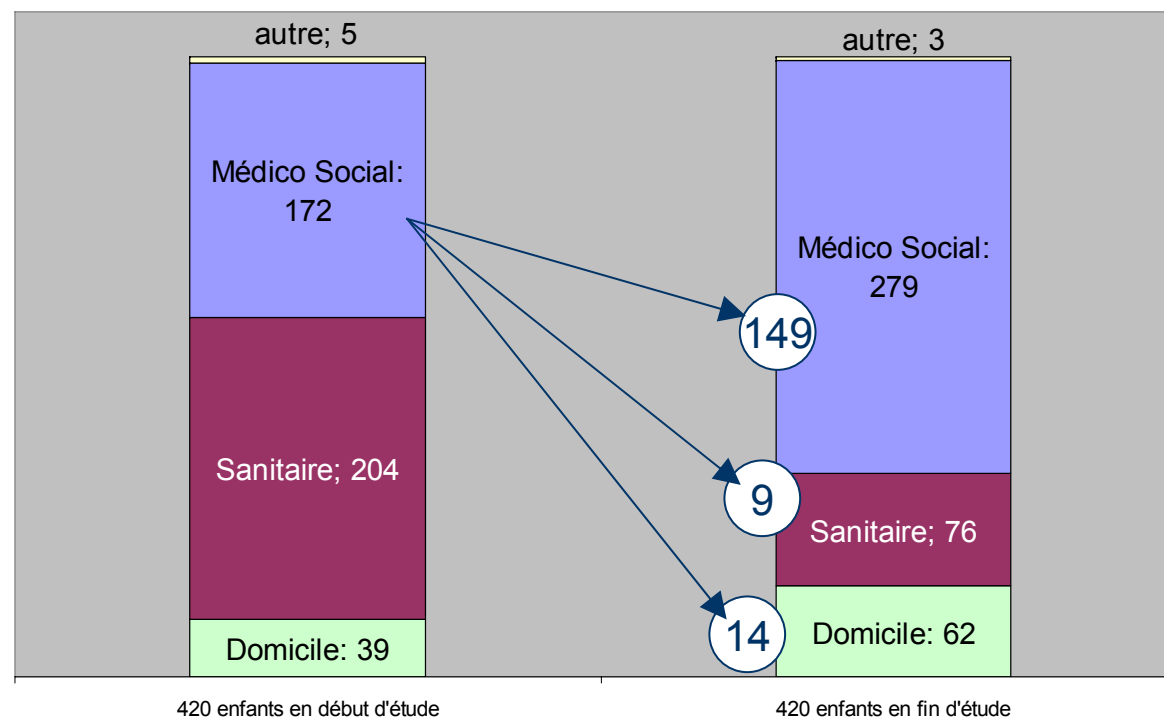 autre; 5
Médico Social:
172
Sanitaire; 204
Domicile: 39
149
9
14
autre; 3
Médico Social:
279
Sanitaire; 76
Domicile: 62
420 enfants en début d'étude
420 enfants en fin d'étude